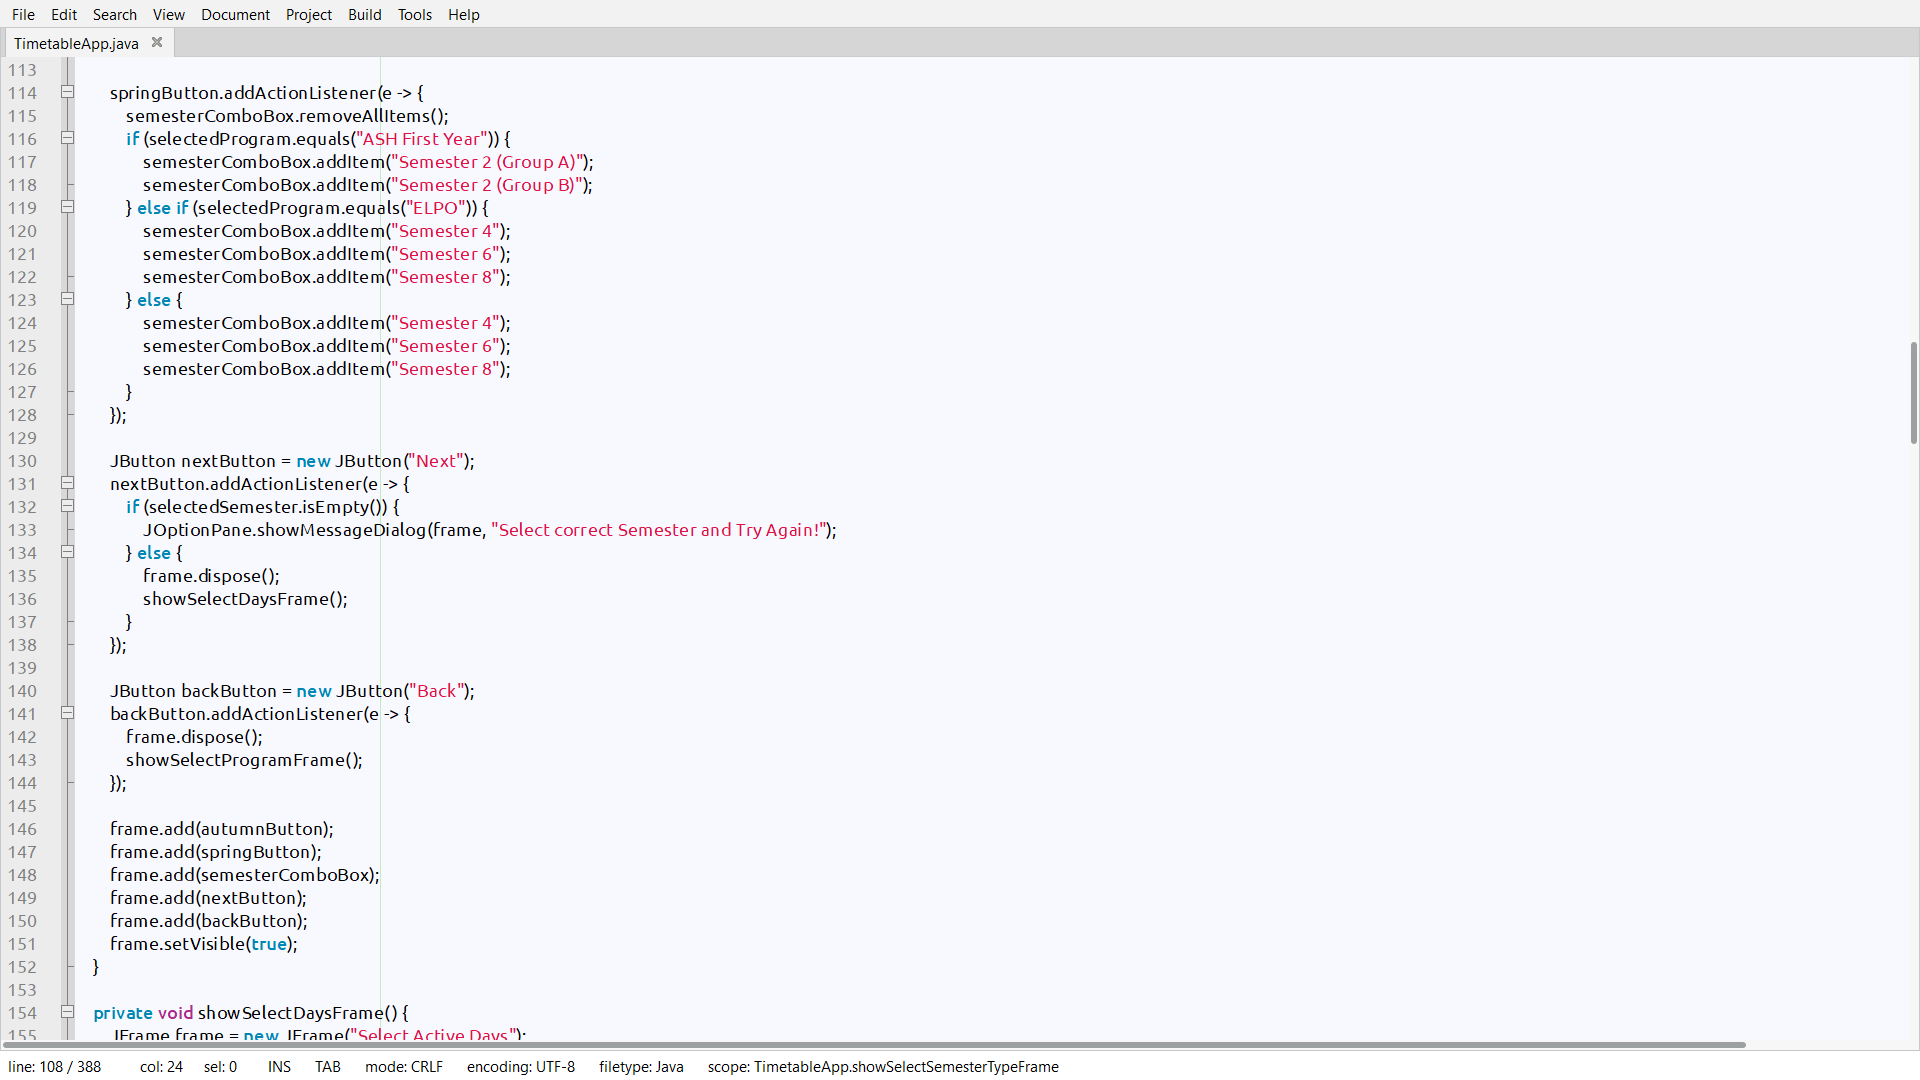 File Edit Search View Document Project Build Tools Help
TimetableApp.java
113
114 springButton.addActionListener(e -> {
115 semesterComboBox.removeAllItems();
116 if (selectedProgram.equals("ASH First Year")) {
117 semesterComboBox.addItem("Semester 2 (Group A)");
118 semesterComboBox.addItem("Semester 2 (Group B)");
119 } else if (selectedProgram.equals("ELPO")) {
120 semesterComboBox.addItem("Semester 4");
121 semesterComboBox.addItem("Semester 6");
122 semesterComboBox.addItem("Semester 8");
123 } else {
124 semesterComboBox.addItem("Semester 4");
125 semesterComboBox.addItem("Semester 6");
126 semesterComboBox.addItem("Semester 8");
127 }
128 });
129
130 JButton nextButton = new JButton("Next");
131 nextButton.addActionListener(e -> {
132 if (selectedSemester.isEmpty()) {
133 JOptionPane.showMessageDialog(frame, "Select correct Semester and Try Again!");
134 } else {
135 frame.dispose();
136 showSelectDaysFrame();
137 }
138 });
139
140 JButton backButton = new JButton("Back");
141 backButton.addActionListener(e -> {
142 frame.dispose();
143 showSelectProgramFrame();
144 });
145
146 frame.add(autumnButton);
147 frame.add(springButton);
148 frame.add(semesterComboBox);
149 frame.add(nextButton);
150 frame.add(backButton);
151 frame.setVisible(true);
152 }
153
154 private void showSelectDaysFrame() {
155 JFrame frame = new JFrame("Select Active Days");
line: 108 / 388 col: 24 sel: 0 INS TAB mode: CRLF encoding: UTF-8 filetype: Java scope: TimetableApp.showSelectSemesterTypeFrame